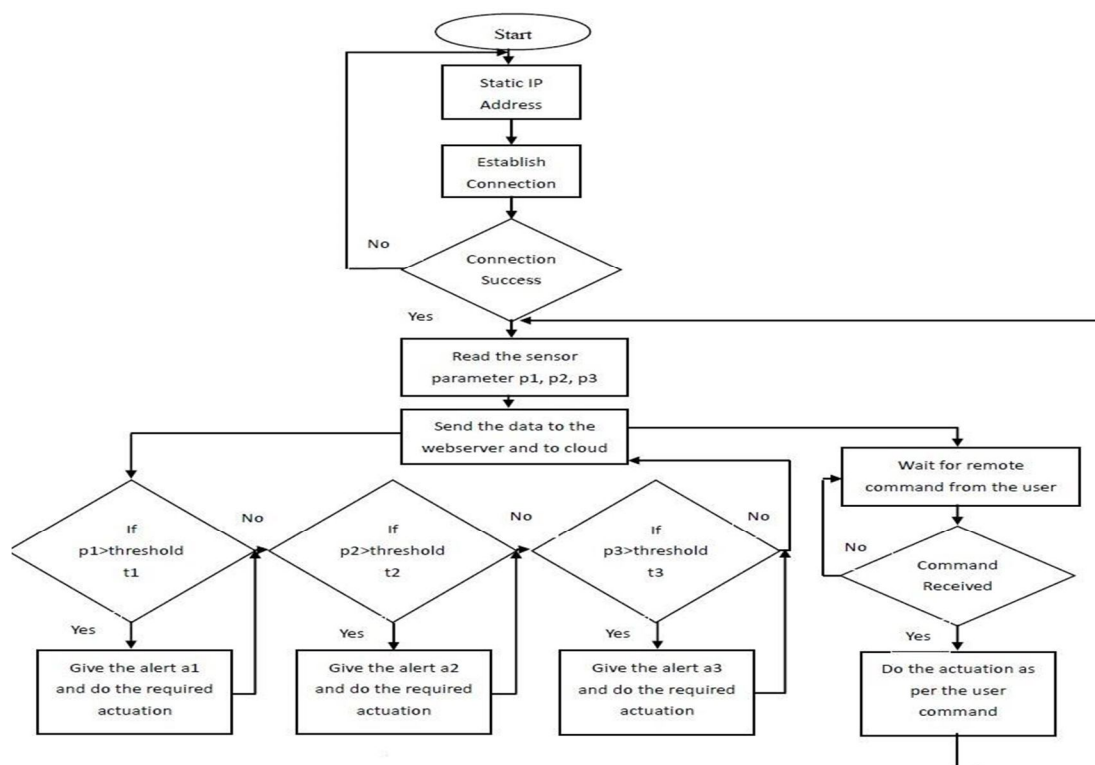 Start
Static IP
Address
Establish
Connection
No
Connection
Success
Yes
Read the sensor
parameter p1, p2, p3
Send the data to the
webserver and to cloud
Wait for remote
command from the user
If
p1>threshold
t1
No
Yes
Give the alert a1
and do the required
actuation
If
p2>threshold
t2
No
Yes
Give the alert a2
and do the required
actuation
If
p3>threshold
t3
No
Yes
Give the alert a3
and do the required
actuation
No
Command
Received
Yes
Do the actuation as
per the user
command